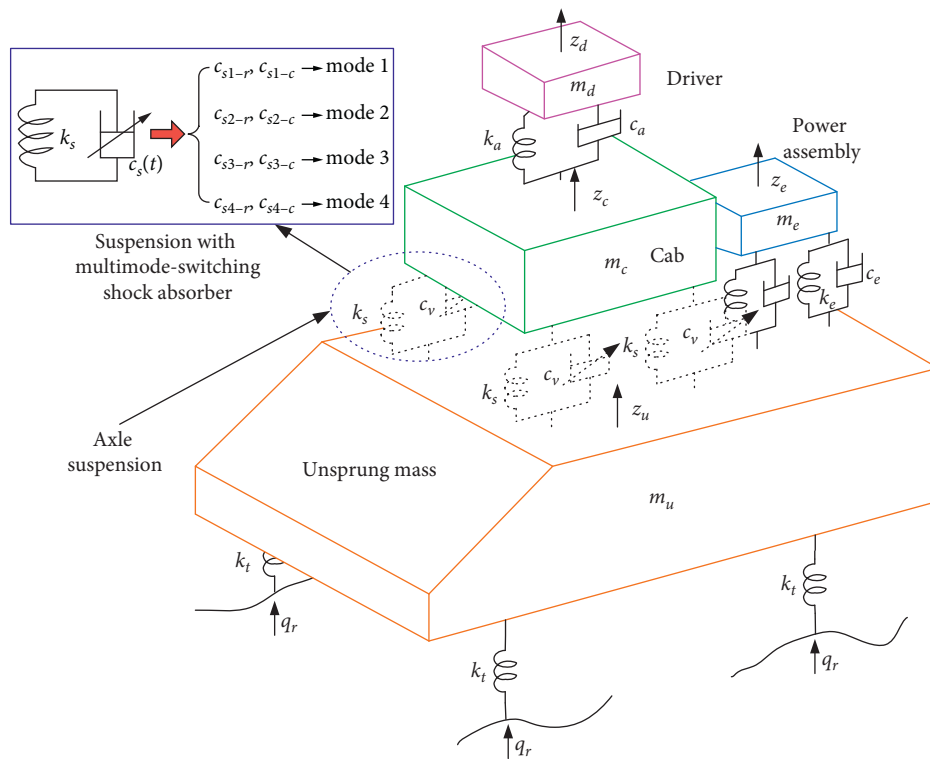 c_{s1–r}, c_{s1–c} → mode 1
c_{s2–r}, c_{s2–c} → mode 2
c_{s3–r}, c_{s3–c} → mode 3
c_{s4–r}, c_{s4–c} → mode 4
k_s
c_s(t)
Suspension with
multimode-switching
shock absorber
z_d
m_d
Driver
k_a
c_a
Power
assembly
z_c
z_e
m_e
m_c
Cab
k_e
c_e
k_s
c_v
k_s
c_v
k_s
c_v
z_u
Axle
suspension
Unsprung mass
m_u
k_t
q_r
k_t
q_r
k_t
q_r